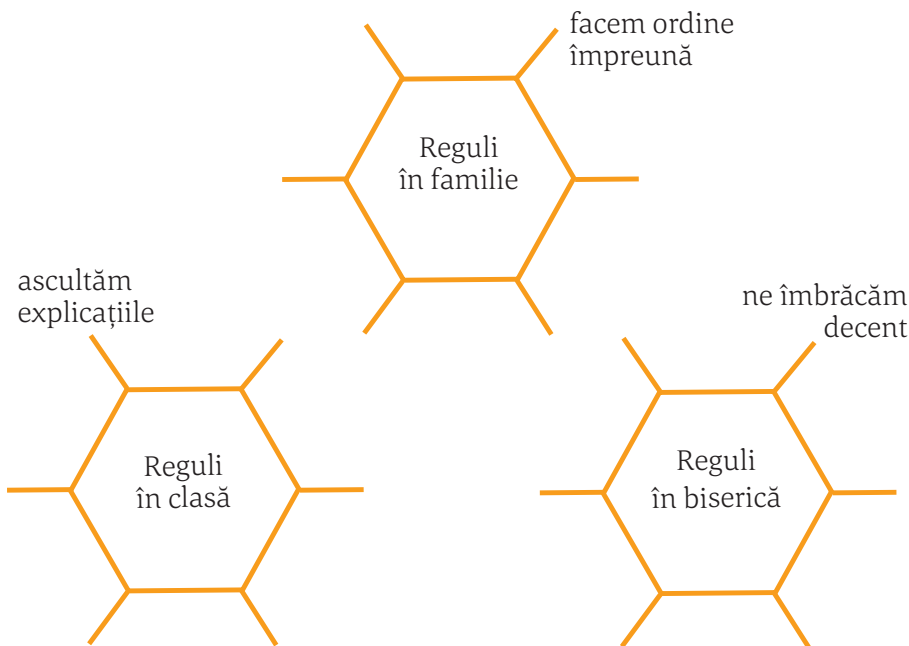 facem ordine
împreună
Reguli
în familie
ascultăm
explicațiile
ne îmbrăcăm
decent
Reguli
în clasă
Reguli
în biserică